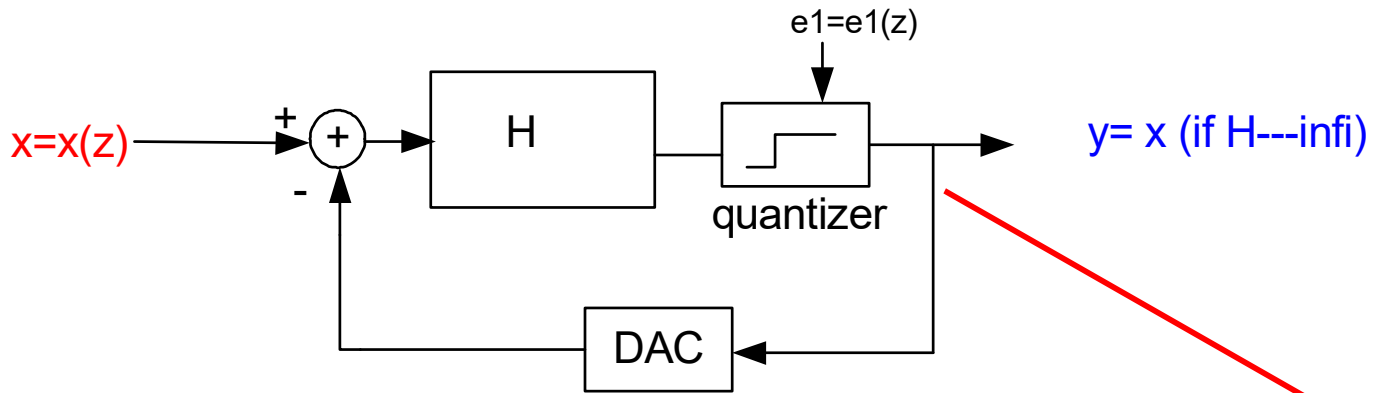 e1=e1(z)
x=x(z)
+
+
-
H
quantizer
y= x (if H---infi)
DAC